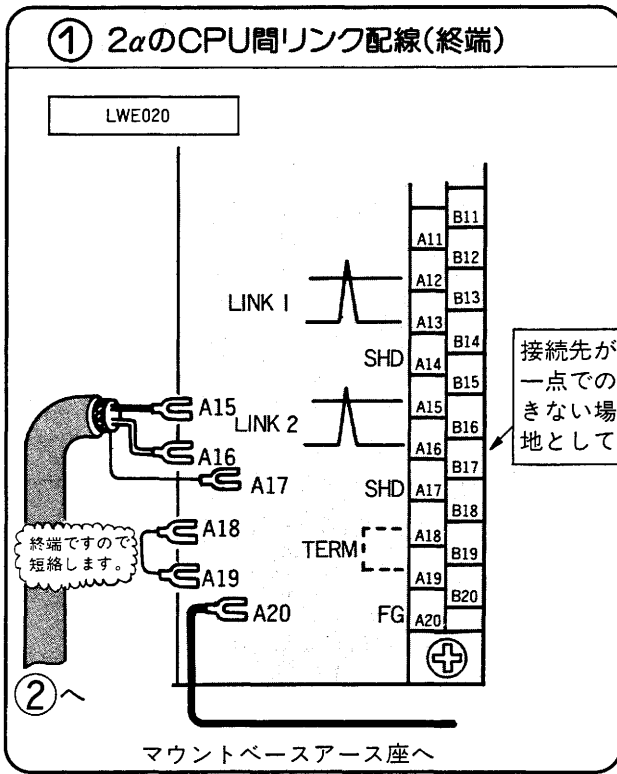 ① 2αのCPU間リンク配線(終端)
LWE020
LINK 1
SHD
LINK 2
SHD
TERM
FG
A11
A12
A13
A14
A15
A16
A17
A18
A19
A20
B11
B12
B13
B14
B15
B16
B17
B18
B19
B20
接続先が
一点での
きない場
地として
A15
A16
A17
A18
A19
A20
終端ですので
短絡します。
②へ
マウントベースアース座へ